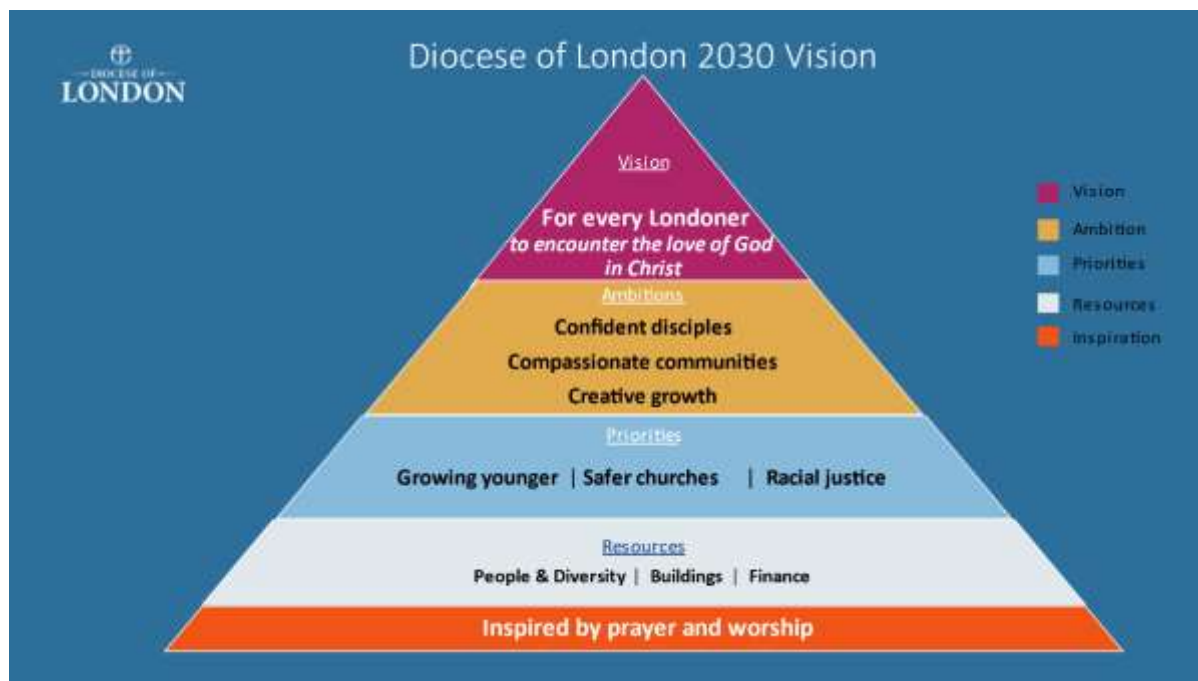 DIOCESE OF
LONDON
Diocese of London 2030 Vision
Vision
For every Londoner
to encounter the love of God
in Christ
Ambitions
Confident disciples
Compassionate communities
Creative growth
Priorities
Growing younger | Safer churches | Racial justice
Resources
People & Diversity | Buildings | Finance
Inspired by prayer and worship
Vision
Ambition
Priorities
Resources
Inspiration